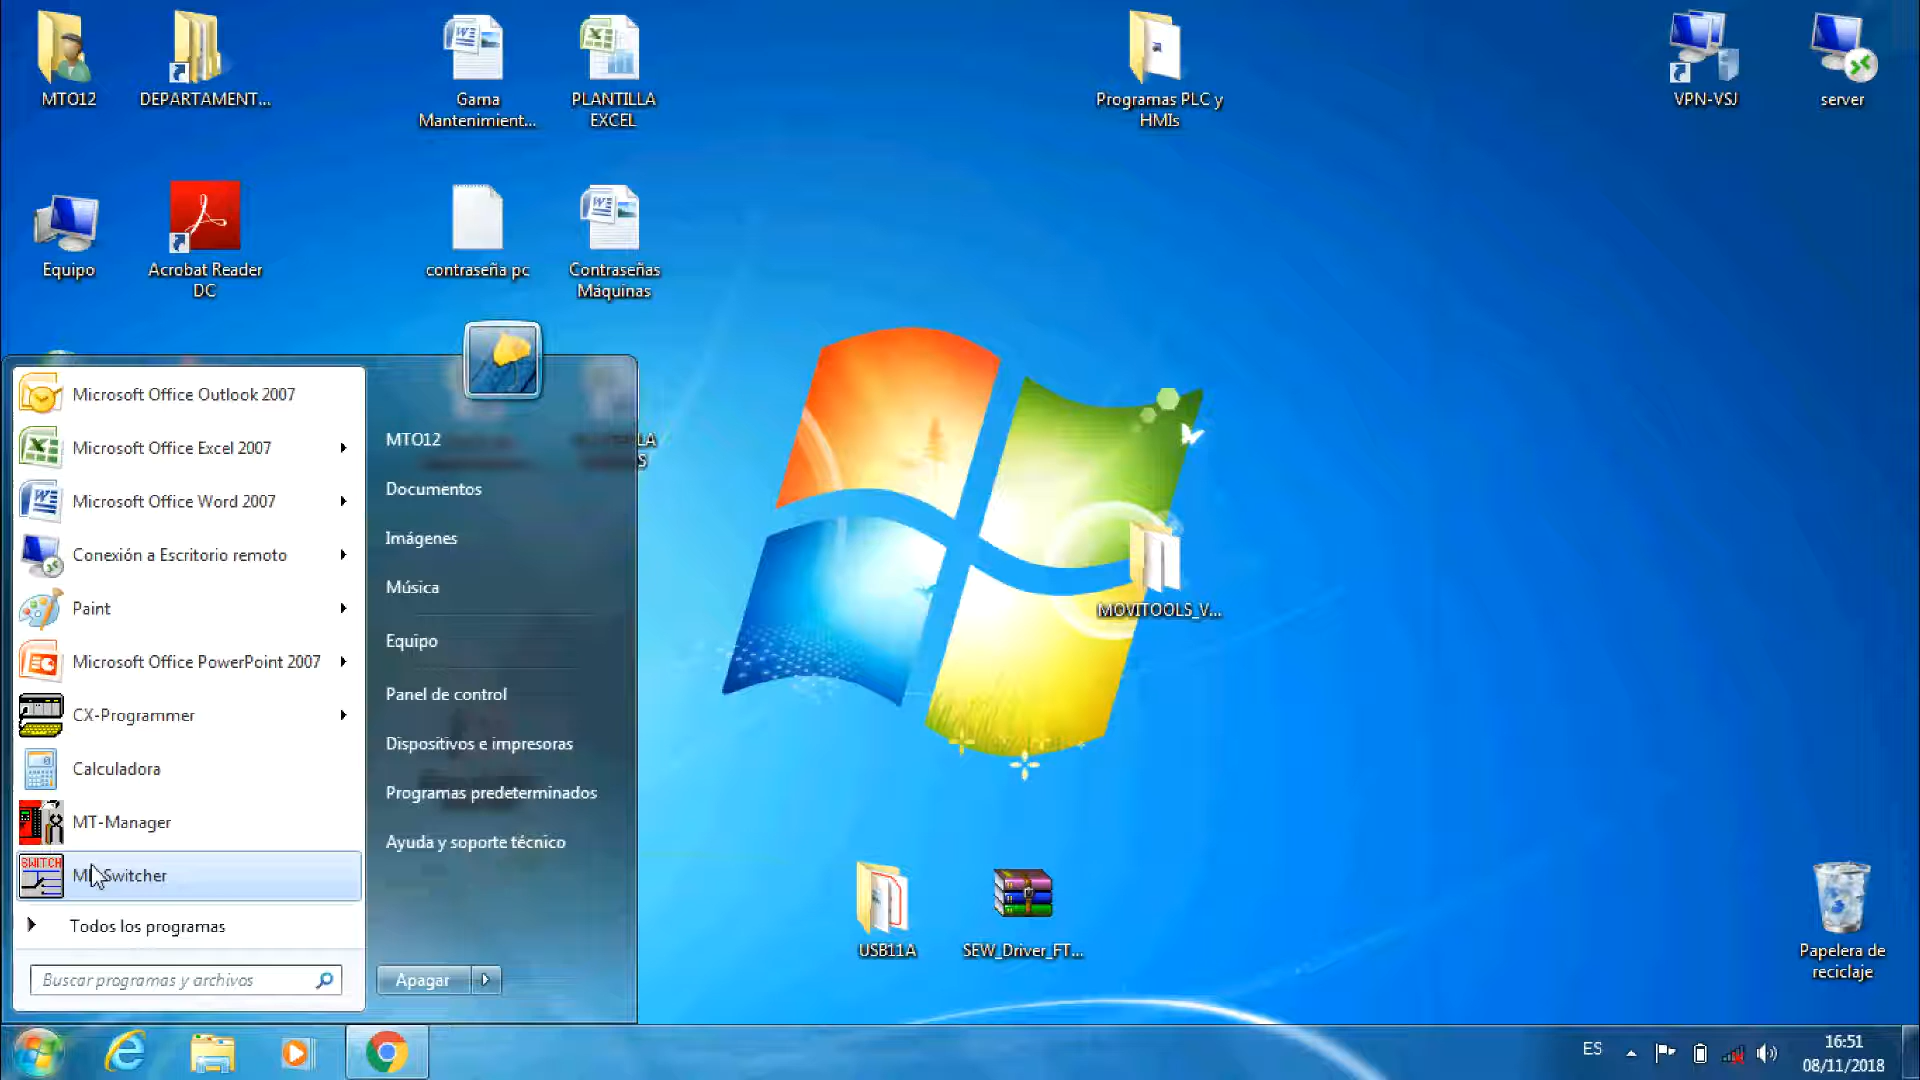 MTO12
DEPARTAMENT...
Gama
Mantenimient...
PLANTILLA
EXCEL
Programas PLC y
HMIs
VPN-VSJ
server
Equipo
Acrobat Reader
DC
contraseña pc
Contraseñas
Máquinas
Microsoft Office Outlook 2007
Microsoft Office Excel 2007
Microsoft Office Word 2007
Conexión a Escritorio remoto
Paint
Microsoft Office PowerPoint 2007
CX-Programmer
Calculadora
MT-Manager
SWITCH
Switcher
Todos los programas
Buscar programas y archivos
MTO12
Documentos
Imágenes
Música
Equipo
Panel de control
Dispositivos e impresoras
Programas predeterminados
Ayuda y soporte técnico
Apagar
MOVITOOLS_V...
USB11A
SEW_Driver_FT...
Papelera de
reciclaje
ES
16:51
08/11/2018